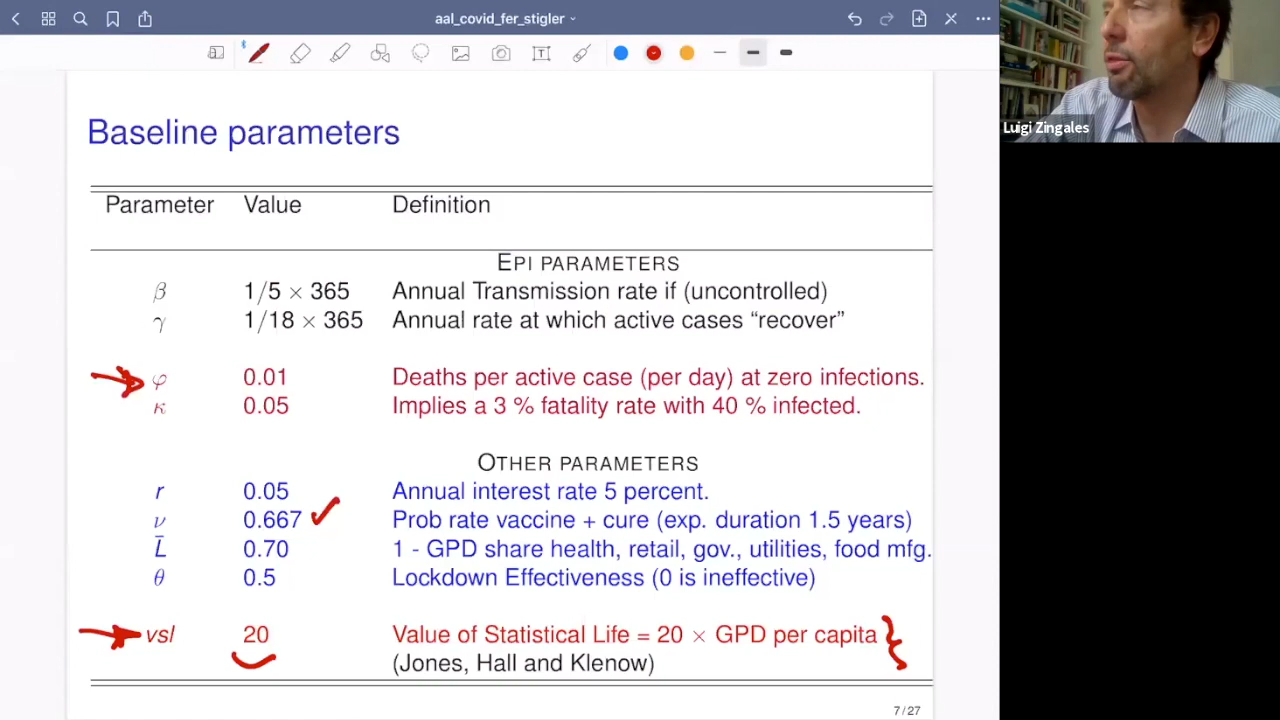 aal_covid_fer_stigler
Luigi Zingales
Baseline parameters
Parameter Value Definition
EPI PARAMETERS
β 1/5 × 365 Annual Transmission rate if (uncontrolled)
γ 1/18 × 365 Annual rate at which active cases “recover”
φ 0.01 Deaths per active case (per day) at zero infections.
κ 0.05 Implies a 3 % fatality rate with 40 % infected.
OTHER PARAMETERS
r 0.05 Annual interest rate 5 percent.
ν 0.667 Prob rate vaccine + cure (exp. duration 1.5 years)
L̄ 0.70 1 - GPD share health, retail, gov., utilities, food mfg.
θ 0.5 Lockdown Effectiveness (0 is ineffective)
vsl 20 Value of Statistical Life = 20 × GPD per capita
(Jones, Hall and Klenow)
7 / 27